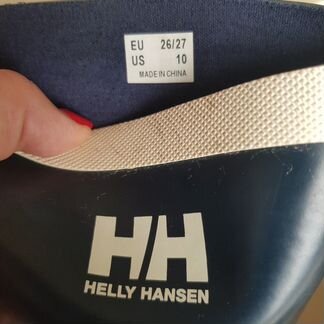 EU 26/27
US 10
MADE IN CHINA
HH
HELLY HANSEN